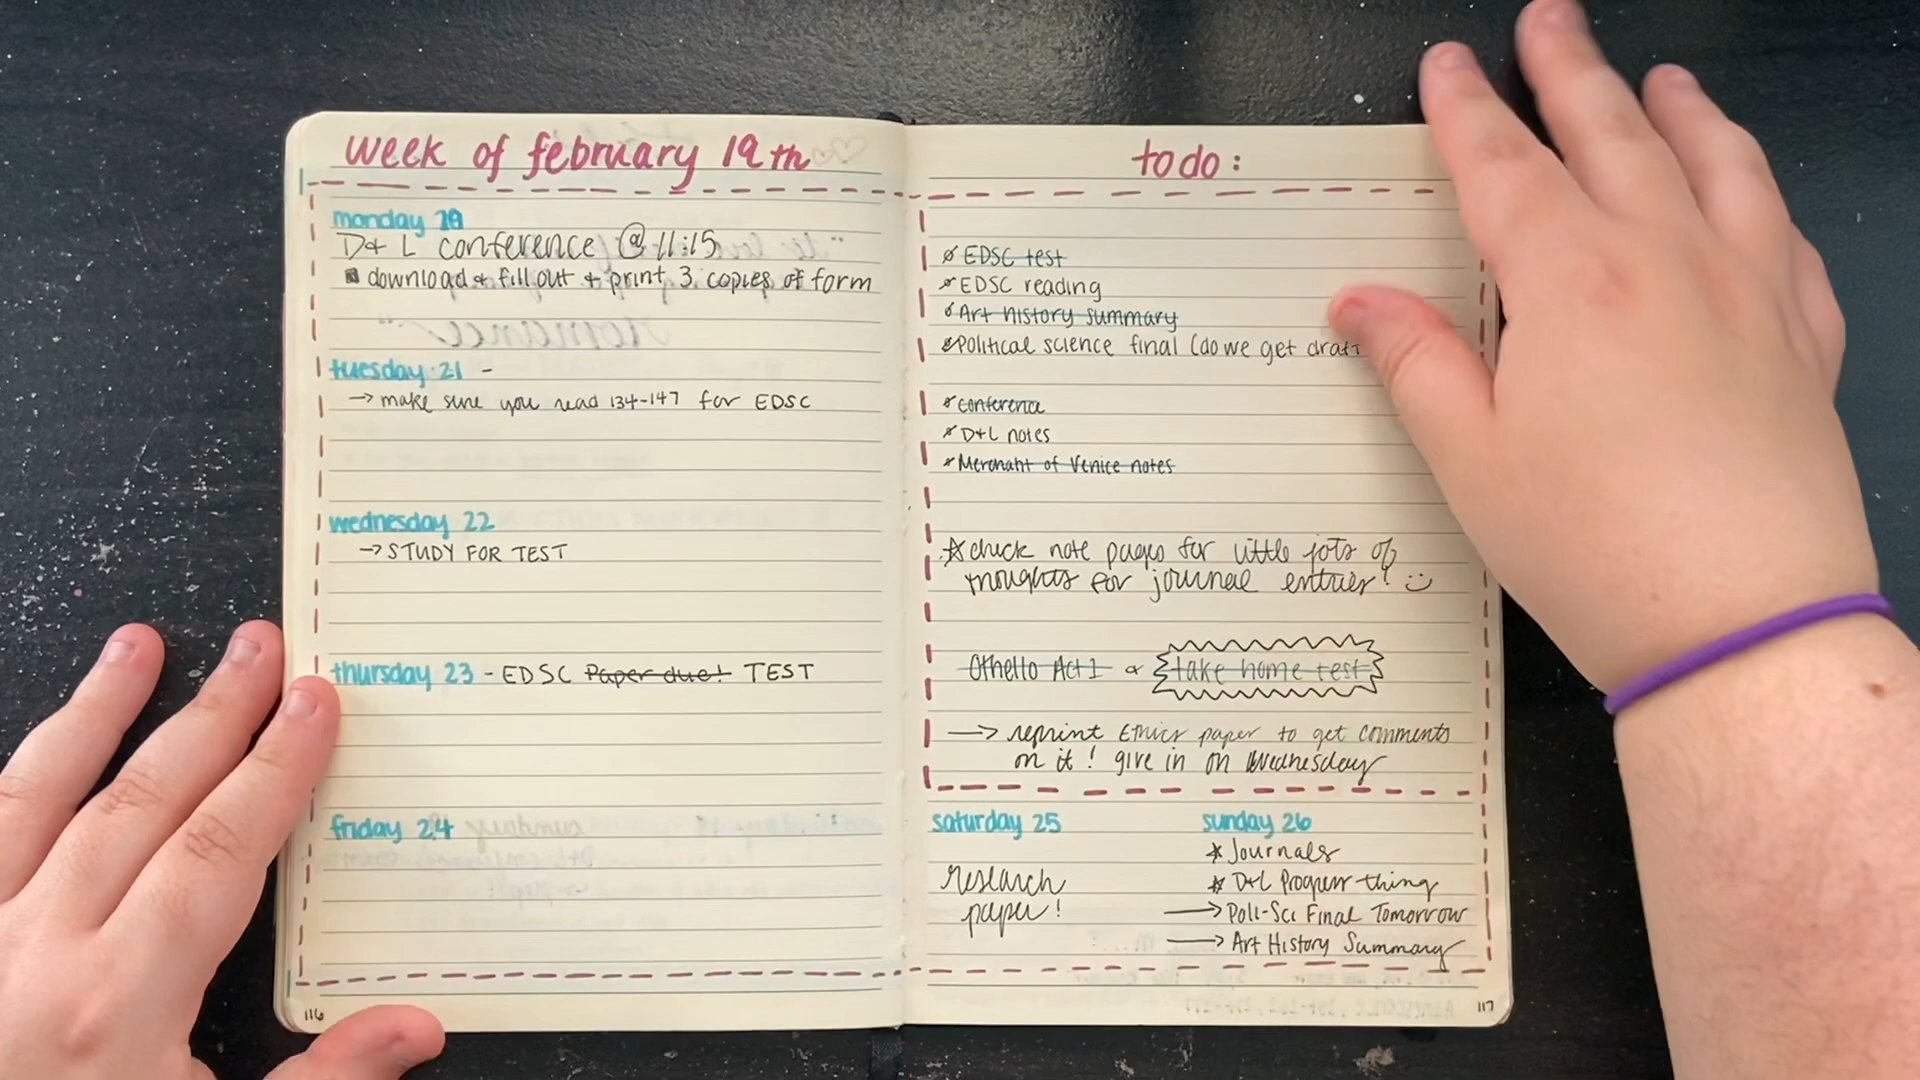 week of february 19th
monday 20
D+L conference @ 11:15
download & fill out + print 3 copies of form
tuesday 21 -
→ make sure you read 134-147 for EDSC
wednesday 22
→ STUDY FOR TEST
thursday 23 - EDSC Paper due! TEST
friday 24
116
to do:
EDSC test
EDSC reading
Art history summary
Political science final (do we get draft
conference
D+L notes
Merchant of Venice notes
☆ check note pages for little jots of
thoughts for journal entries! :)
Othello Act 1 & take home test
→ reprint Ethics paper to get comments
on it! give in on Wednesday
saturday 25
research
paper!
sunday 26
* Journals
* D+L Progress thing
→ Poli-Sci Final Tomorrow
→ Art History Summary
117